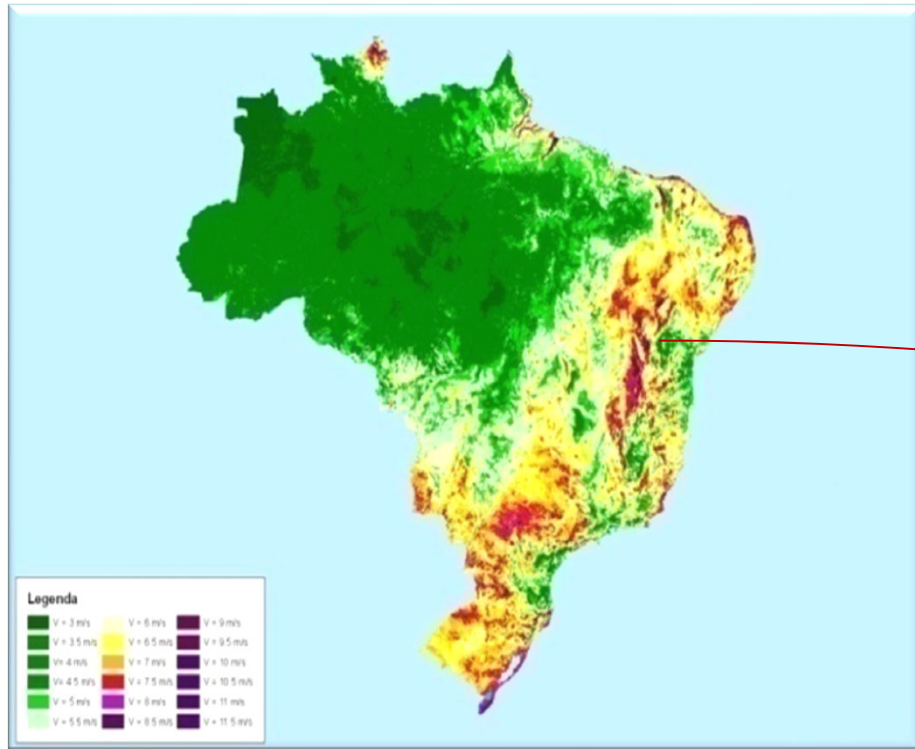 Legenda
V = 3 m/s
V = 3.5 m/s
V= 4 m/s
V= 4.5 m/s
V = 5 m/s
V = 5.5 m/s
V = 6 m/s
V = 6.5 m/s
V = 7 m/s
V = 7.5 m/s
V = 8 m/s
V = 8.5 m/s
V = 9 m/s
V = 9.5 m/s
V = 10 m/s
V = 10.5 m/s
V = 11 m/s
V = 11.5 m/s